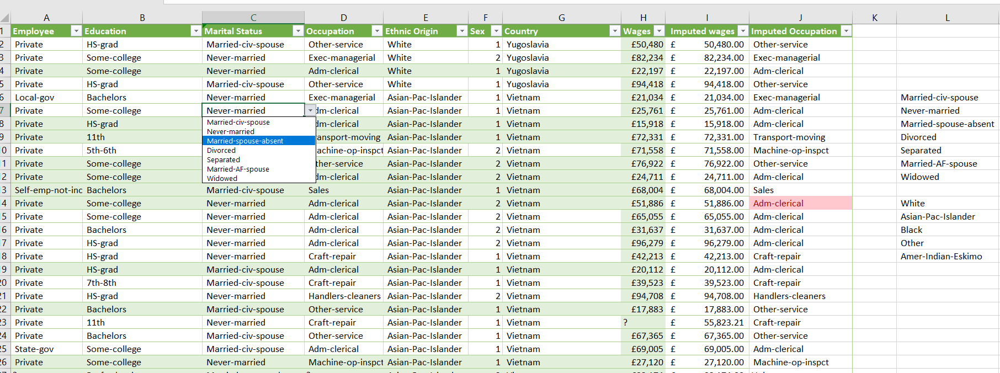 A B C D E F G H I J K L
1 Employee Education Marital Status Occupation Ethnic Origin Sex Country Wages Imputed wages Imputed Occupation
2 Private HS-grad Married-civ-spouse Other-service White 1 Yugoslavia £50,480 £ 50,480.00 Other-service
3 Private Some-college Never-married Exec-managerial White 2 Yugoslavia £82,234 £ 82,234.00 Exec-managerial
4 Private Some-college Never-married Adm-clerical White 1 Yugoslavia £22,197 £ 22,197.00 Adm-clerical
5 Private HS-grad Married-civ-spouse Other-service White 1 Yugoslavia £94,418 £ 94,418.00 Other-service
6 Local-gov Bachelors Never-married Exec-managerial Asian-Pac-Islander 1 Vietnam £21,034 £ 21,034.00 Exec-managerial Married-civ-spouse
7 Private Some-college Never-married dm-clerical Asian-Pac-Islander 1 Vietnam £25,761 £ 25,761.00 Adm-clerical Never-married
Married-civ-spouse
8 Private HS-grad dm-clerical Asian-Pac-Islander 1 Vietnam £15,918 £ 15,918.00 Adm-clerical Married-spouse-absent
Never-married
9 Private 11th ransport-moving Asian-Pac-Islander 1 Vietnam £72,331 £ 72,331.00 Transport-moving Divorced
Married-spouse-absent
0 Private 5th-6th achine-op-inspct Asian-Pac-Islander 2 Vietnam £71,558 £ 71,558.00 Machine-op-inspct Separated
Divorced
Separated
1 Private Some-college ther-service Asian-Pac-Islander 2 Vietnam £76,922 £ 76,922.00 Other-service Married-AF-spouse
Married-AF-spouse
2 Private Some-college dm-clerical Asian-Pac-Islander 2 Vietnam £24,711 £ 24,711.00 Adm-clerical Widowed
Widowed
3 Self-emp-not-inc Bachelors Married-civ-spouse Sales Asian-Pac-Islander 1 Vietnam £68,004 £ 68,004.00 Sales
4 Private Some-college Never-married Adm-clerical Asian-Pac-Islander 2 Vietnam £51,886 £ 51,886.00 Adm-clerical White
5 Private Some-college Never-married Adm-clerical Asian-Pac-Islander 2 Vietnam £65,055 £ 65,055.00 Adm-clerical Asian-Pac-Islander
6 Private Bachelors Never-married Adm-clerical Asian-Pac-Islander 2 Vietnam £31,637 £ 31,637.00 Adm-clerical Black
7 Private HS-grad Never-married Adm-clerical Asian-Pac-Islander 2 Vietnam £96,279 £ 96,279.00 Adm-clerical Other
8 Private HS-grad Never-married Craft-repair Asian-Pac-Islander 1 Vietnam £42,213 £ 42,213.00 Craft-repair Amer-Indian-Eskimo
9 Private HS-grad Married-civ-spouse Adm-clerical Asian-Pac-Islander 1 Vietnam £20,112 £ 20,112.00 Adm-clerical
20 Private 7th-8th Married-civ-spouse Craft-repair Asian-Pac-Islander 1 Vietnam £39,523 £ 39,523.00 Craft-repair
21 Private HS-grad Never-married Handlers-cleaners Asian-Pac-Islander 2 Vietnam £94,708 £ 94,708.00 Handlers-cleaners
22 Private Bachelors Married-civ-spouse Other-service Asian-Pac-Islander 1 Vietnam £17,883 £ 17,883.00 Other-service
23 Private 11th Never-married Craft-repair Asian-Pac-Islander 1 Vietnam ? £ 55,823.21 Craft-repair
24 Private Bachelors Married-civ-spouse Other-service Asian-Pac-Islander 1 Vietnam £67,365 £ 67,365.00 Other-service
25 State-gov Some-college Married-civ-spouse Adm-clerical Asian-Pac-Islander 1 Vietnam £69,005 £ 69,005.00 Adm-clerical
26 Private Some-college Never-married Machine-op-inspct Asian-Pac-Islander 1 Vietnam £27,120 £ 27,120.00 Machine-op-inspct